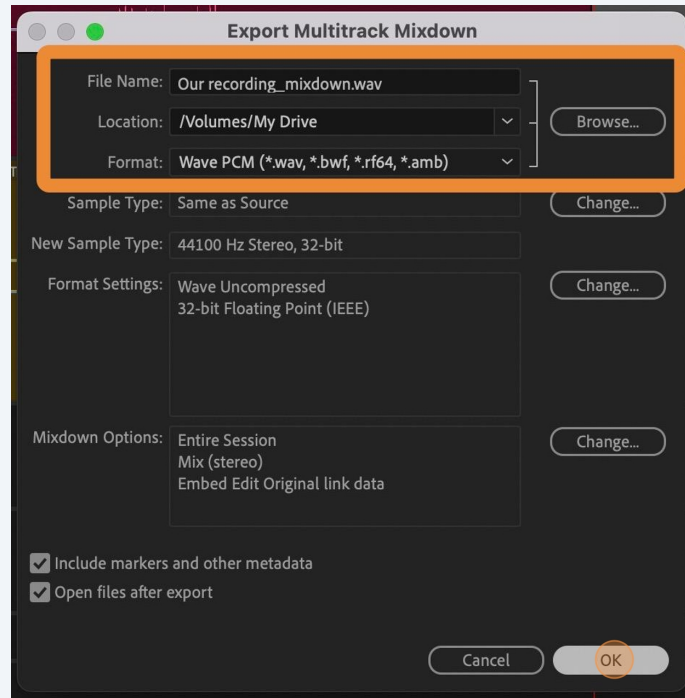 Export Multitrack Mixdown
File Name: Our recording_mixdown.wav
Location: /Volumes/My Drive
Browse...
Format: Wave PCM (*.wav, *.bwf, *.rf64, *.amb)
Sample Type: Same as Source
Change...
New Sample Type: 44100 Hz Stereo, 32-bit
Format Settings: Wave Uncompressed
Change...
32-bit Floating Point (IEEE)
Mixdown Options: Entire Session
Change...
Mix (stereo)
Embed Edit Original link data
Include markers and other metadata
Open files after export
Cancel
OK